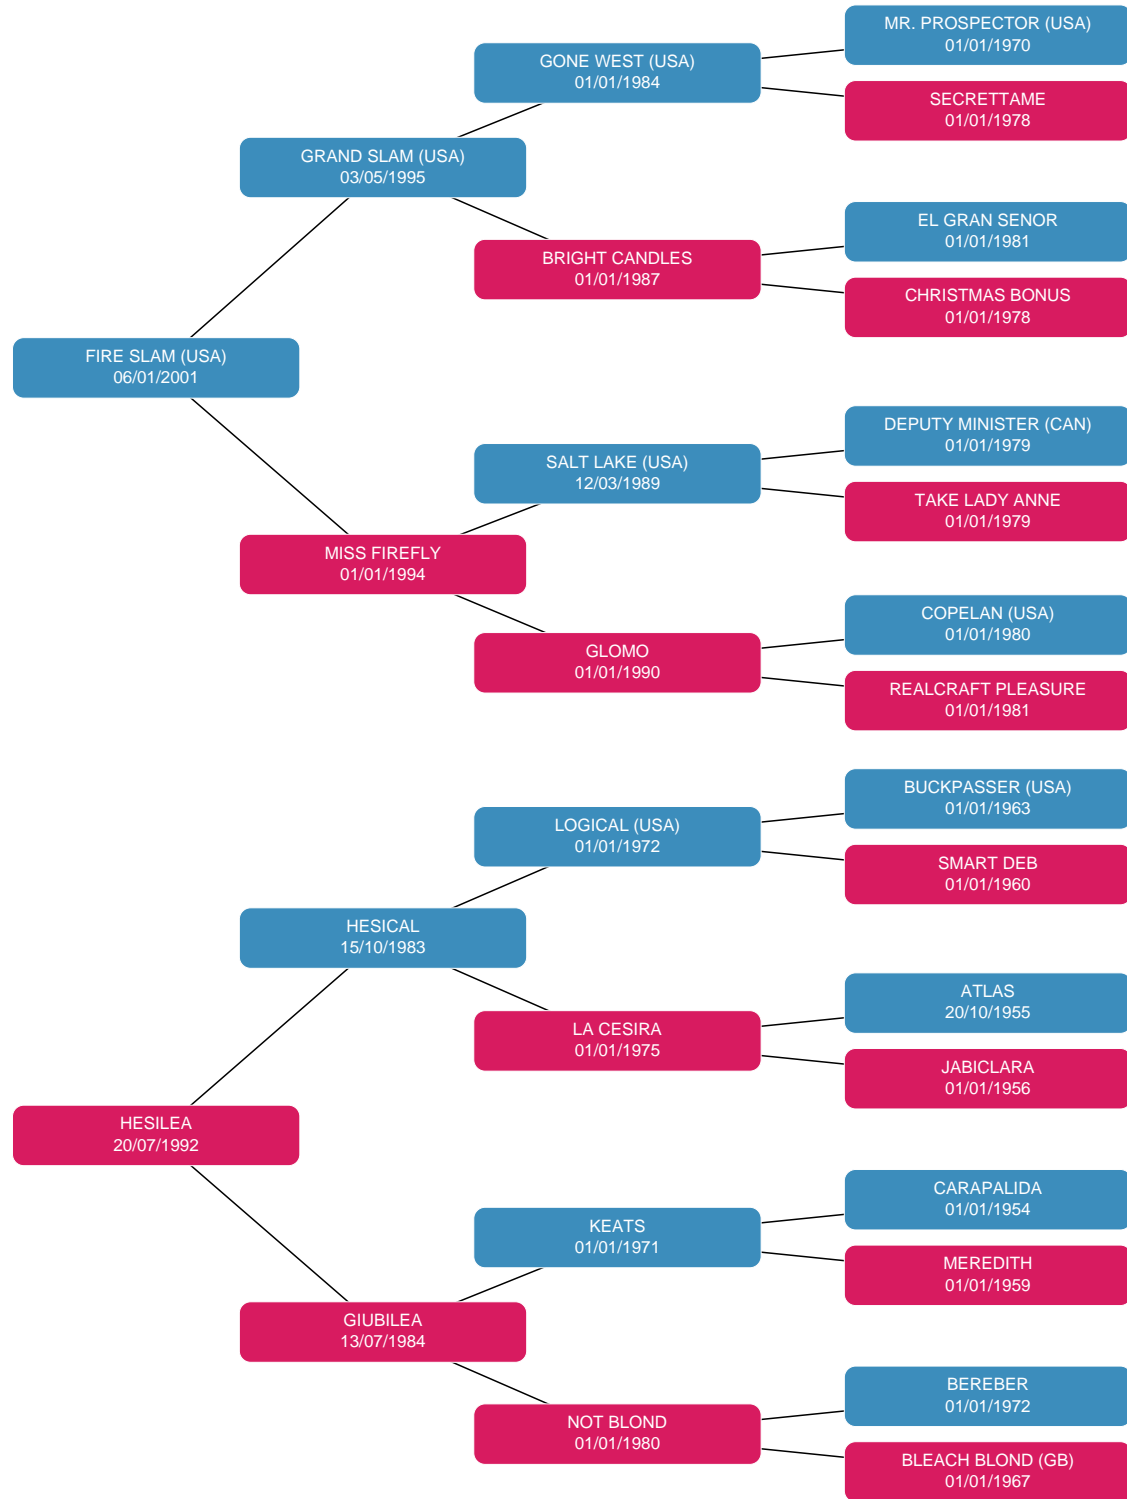 MR. PROSPECTOR (USA)
01/01/1970
GONE WEST (USA)
01/01/1984
SECRETTAME
01/01/1978
GRAND SLAM (USA)
03/05/1995
EL GRAN SENOR
01/01/1981
BRIGHT CANDLES
01/01/1987
CHRISTMAS BONUS
01/01/1978
FIRE SLAM (USA)
06/01/2001
DEPUTY MINISTER (CAN)
01/01/1979
SALT LAKE (USA)
12/03/1989
TAKE LADY ANNE
01/01/1979
MISS FIREFLY
01/01/1994
COPELAN (USA)
01/01/1980
GLOMO
01/01/1990
REALCRAFT PLEASURE
01/01/1981
BUCKPASSER (USA)
01/01/1963
LOGICAL (USA)
01/01/1972
SMART DEB
01/01/1960
HESICAL
15/10/1983
ATLAS
20/10/1955
LA CESIRA
01/01/1975
JABICLARA
01/01/1956
HESILEA
20/07/1992
CARAPALIDA
01/01/1954
KEATS
01/01/1971
MEREDITH
01/01/1959
GIUBILEA
13/07/1984
BEREBER
01/01/1972
NOT BLOND
01/01/1980
BLEACH BLOND (GB)
01/01/1967